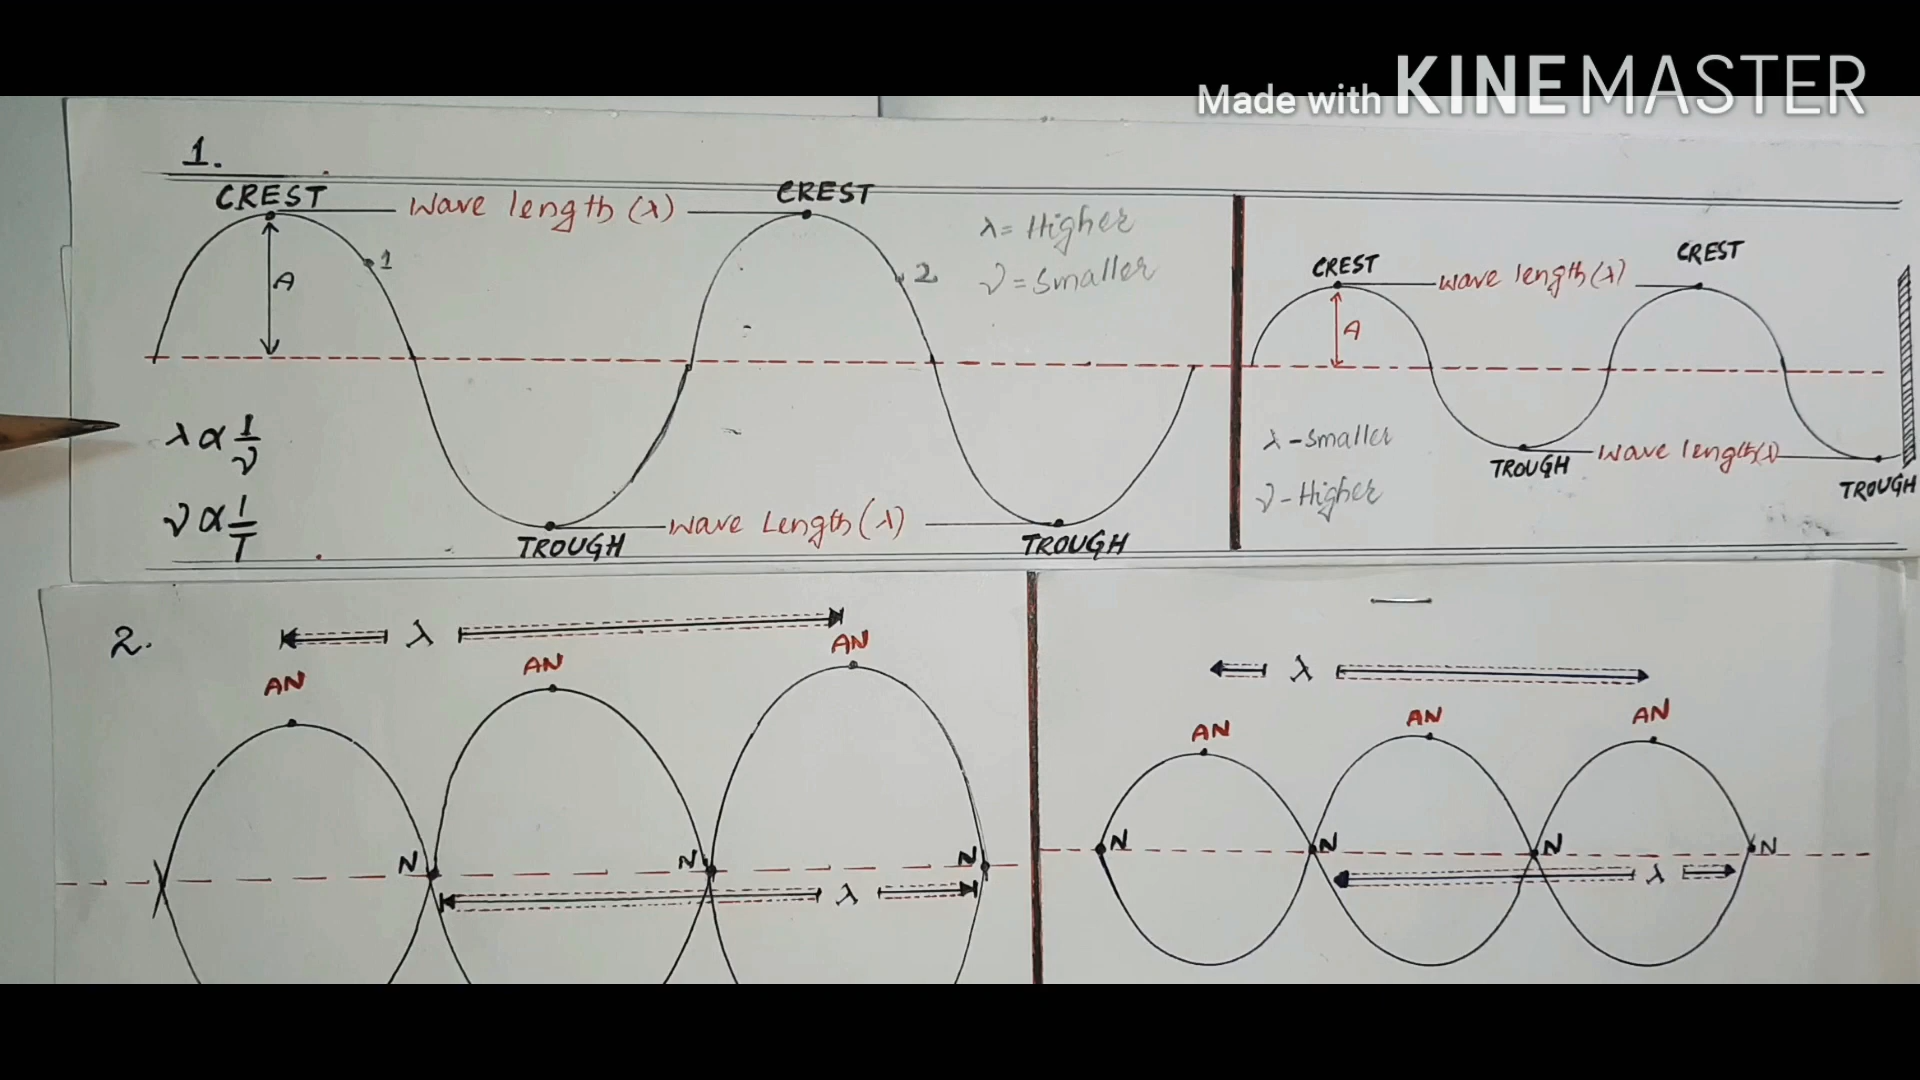 Made with KINEMASTER
1.
CREST
Wave length (λ)
CREST
A
1
2
λ = Higher
ν = Smaller
λ ∝ 1/ν
ν ∝ 1/T
TROUGH
Wave Length (λ)
TROUGH
CREST
Wave length (λ)
CREST
A
λ - Smaller
ν - Higher
TROUGH
Wave length (λ)
TROUGH
2.
λ
AN
AN
AN
N
N
N
λ
λ
AN
AN
AN
N
N
N
N
λ